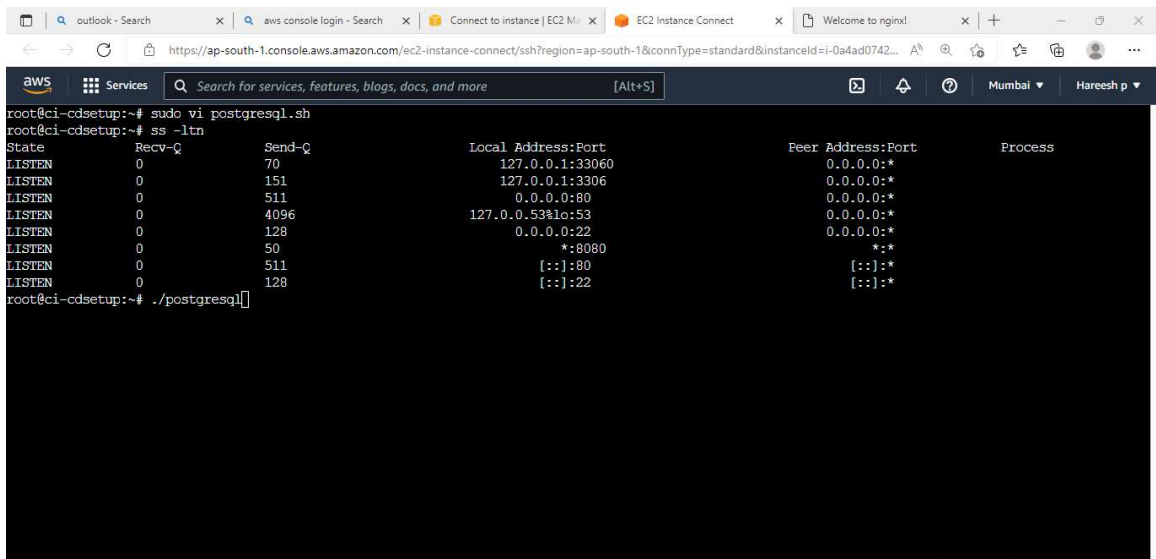 outlook - Search
aws console login - Search
Connect to instance | EC2 Ma
EC2 Instance Connect
Welcome to nginx!
https://ap-south-1.console.aws.amazon.com/ec2-instance-connect/ssh?region=ap-south-1&connType=standard&instanceId=i-0a4ad0742...
aws Services Search for services, features, blogs, docs, and more [Alt+S] Mumbai ▼ Hareesh p ▼
root@ci-cdsetup:~# sudo vi postgresql.sh
root@ci-cdsetup:~# ss -ltn
State Recv-Q Send-Q Local Address:Port Peer Address:Port Process
LISTEN 0 70 127.0.0.1:33060 0.0.0.0:*
LISTEN 0 151 127.0.0.1:3306 0.0.0.0:*
LISTEN 0 511 0.0.0.0:80 0.0.0.0:*
LISTEN 0 4096 127.0.0.53%lo:53 0.0.0.0:*
LISTEN 0 128 0.0.0.0:22 0.0.0.0:*
LISTEN 0 50 *:8080 *:*
LISTEN 0 511 [::]:80 [::]:*
LISTEN 0 128 [::]:22 [::]:*
root@ci-cdsetup:~# ./postgresql